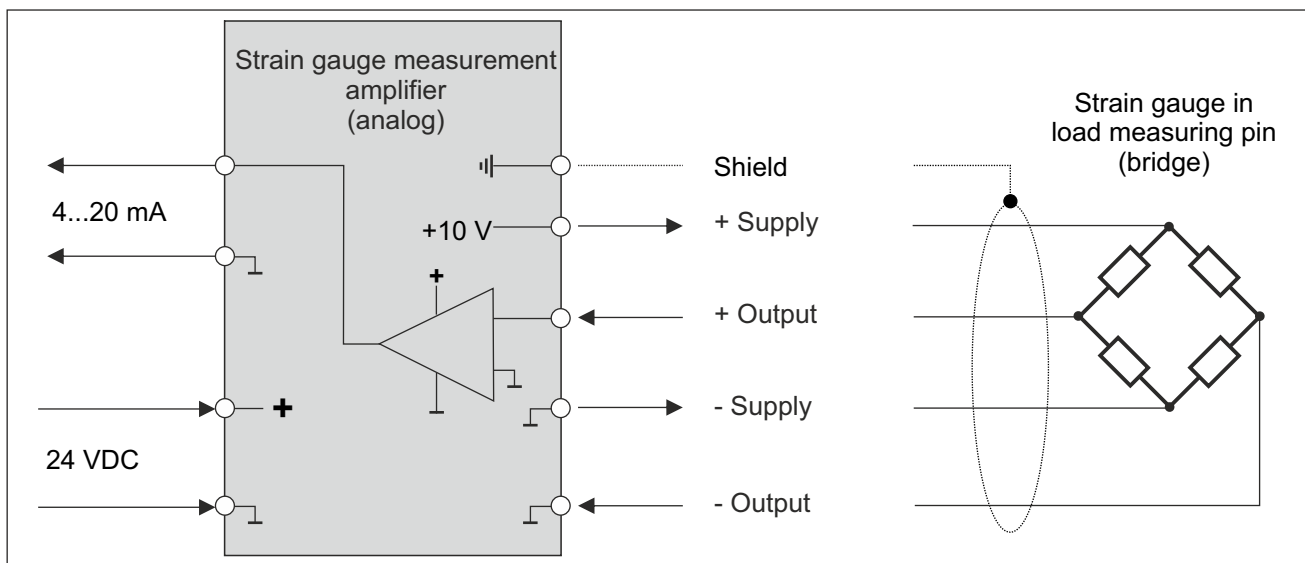 Strain gauge measurement
amplifier
(analog)
4...20 mA
24 VDC
+
+10 V
+
Shield
+ Supply
+ Output
- Supply
- Output
Strain gauge in
load measuring pin
(bridge)